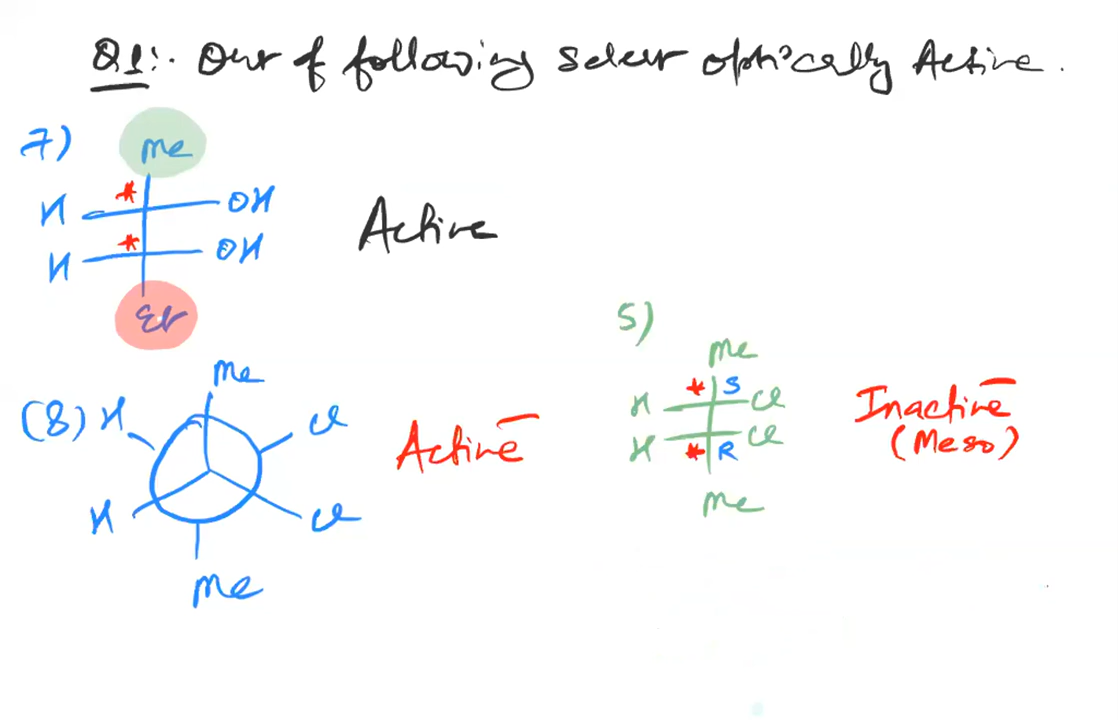 Q1:. Out of following select optically Active.
7)
Me
* 
H OH
*
H OH
Active
Et
5)
Me
* S
H Cl
H Cl
* R
Me
Inactive
(Meso)
(8)
Me
H Cl
Active
H Cl
Me